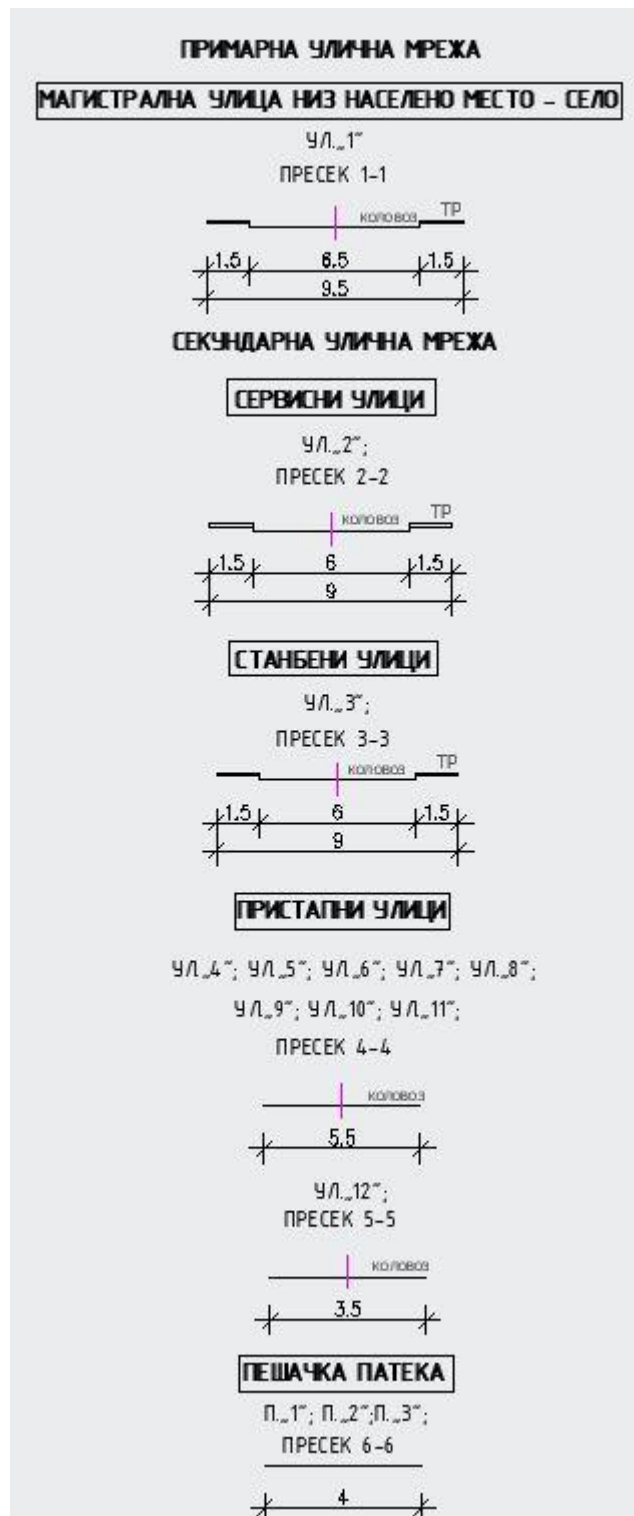 ПРИМАРНА УЛИЧНА МРЕЖА
МАГИСТРАЛНА УЛИЦА НИЗ НАСЕЛЕНО МЕСТО - СЕЛО
УЛ.„1"
ПРЕСЕК 1-1
КОЛОВОЗ ТР
1.5 6.5 1.5
9.5
СЕКУНДАРНА УЛИЧНА МРЕЖА
СЕРВИСНИ УЛИЦИ
УЛ.„2";
ПРЕСЕК 2-2
КОЛОВОЗ ТР
1.5 6 1.5
9
СТАНБЕНИ УЛИЦИ
УЛ.„3";
ПРЕСЕК 3-3
КОЛОВОЗ ТР
1.5 6 1.5
9
ПРИСТАПНИ УЛИЦИ
УЛ.„4"; УЛ.„5"; УЛ.„6"; УЛ.„7"; УЛ.„8";
УЛ.„9"; УЛ.„10"; УЛ.„11";
ПРЕСЕК 4-4
КОЛОВОЗ
5.5
УЛ.„12";
ПРЕСЕК 5-5
КОЛОВОЗ
3.5
ПЕШАЧКА ПАТЕКА
П.„1"; П.„2";П.„3";
ПРЕСЕК 6-6
4